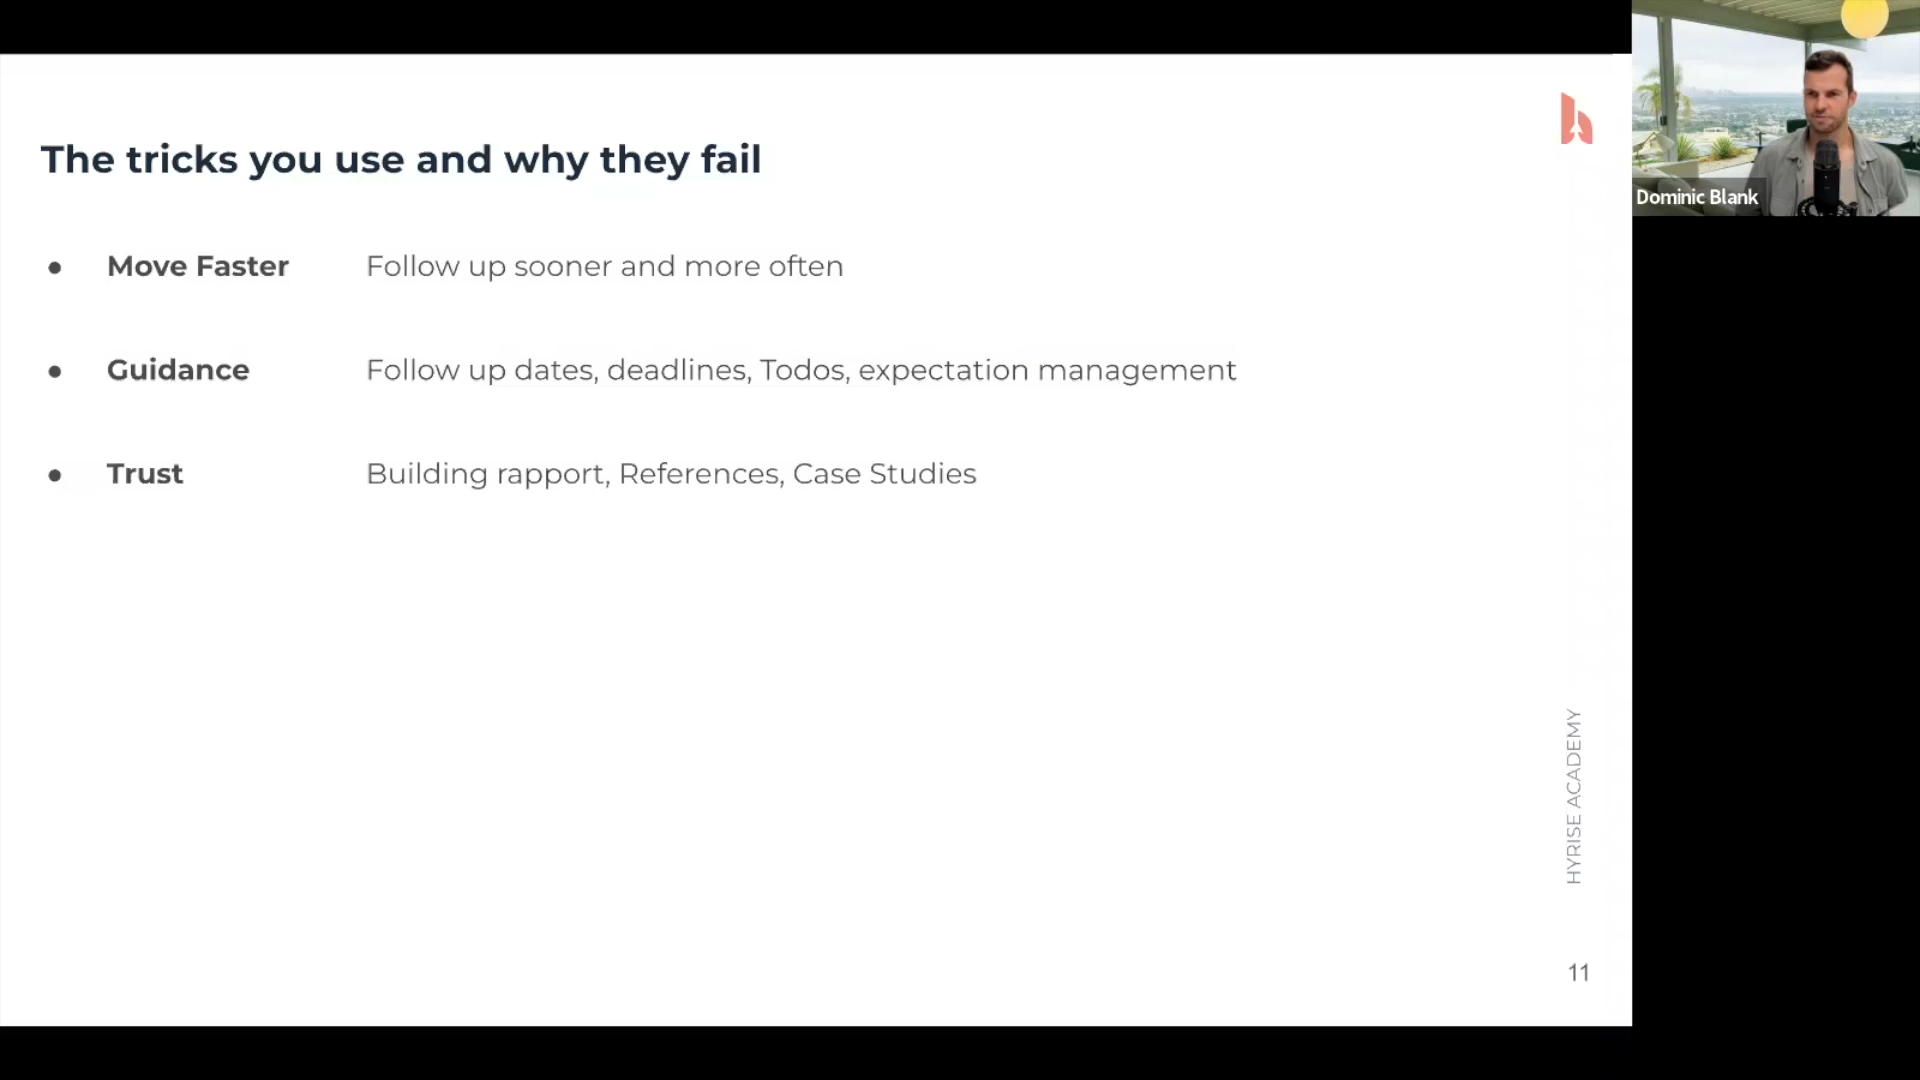 The tricks you use and why they fail
● Move Faster Follow up sooner and more often
● Guidance Follow up dates, deadlines, Todos, expectation management
● Trust Building rapport, References, Case Studies
HYRISE ACADEMY
11
Dominic Blank